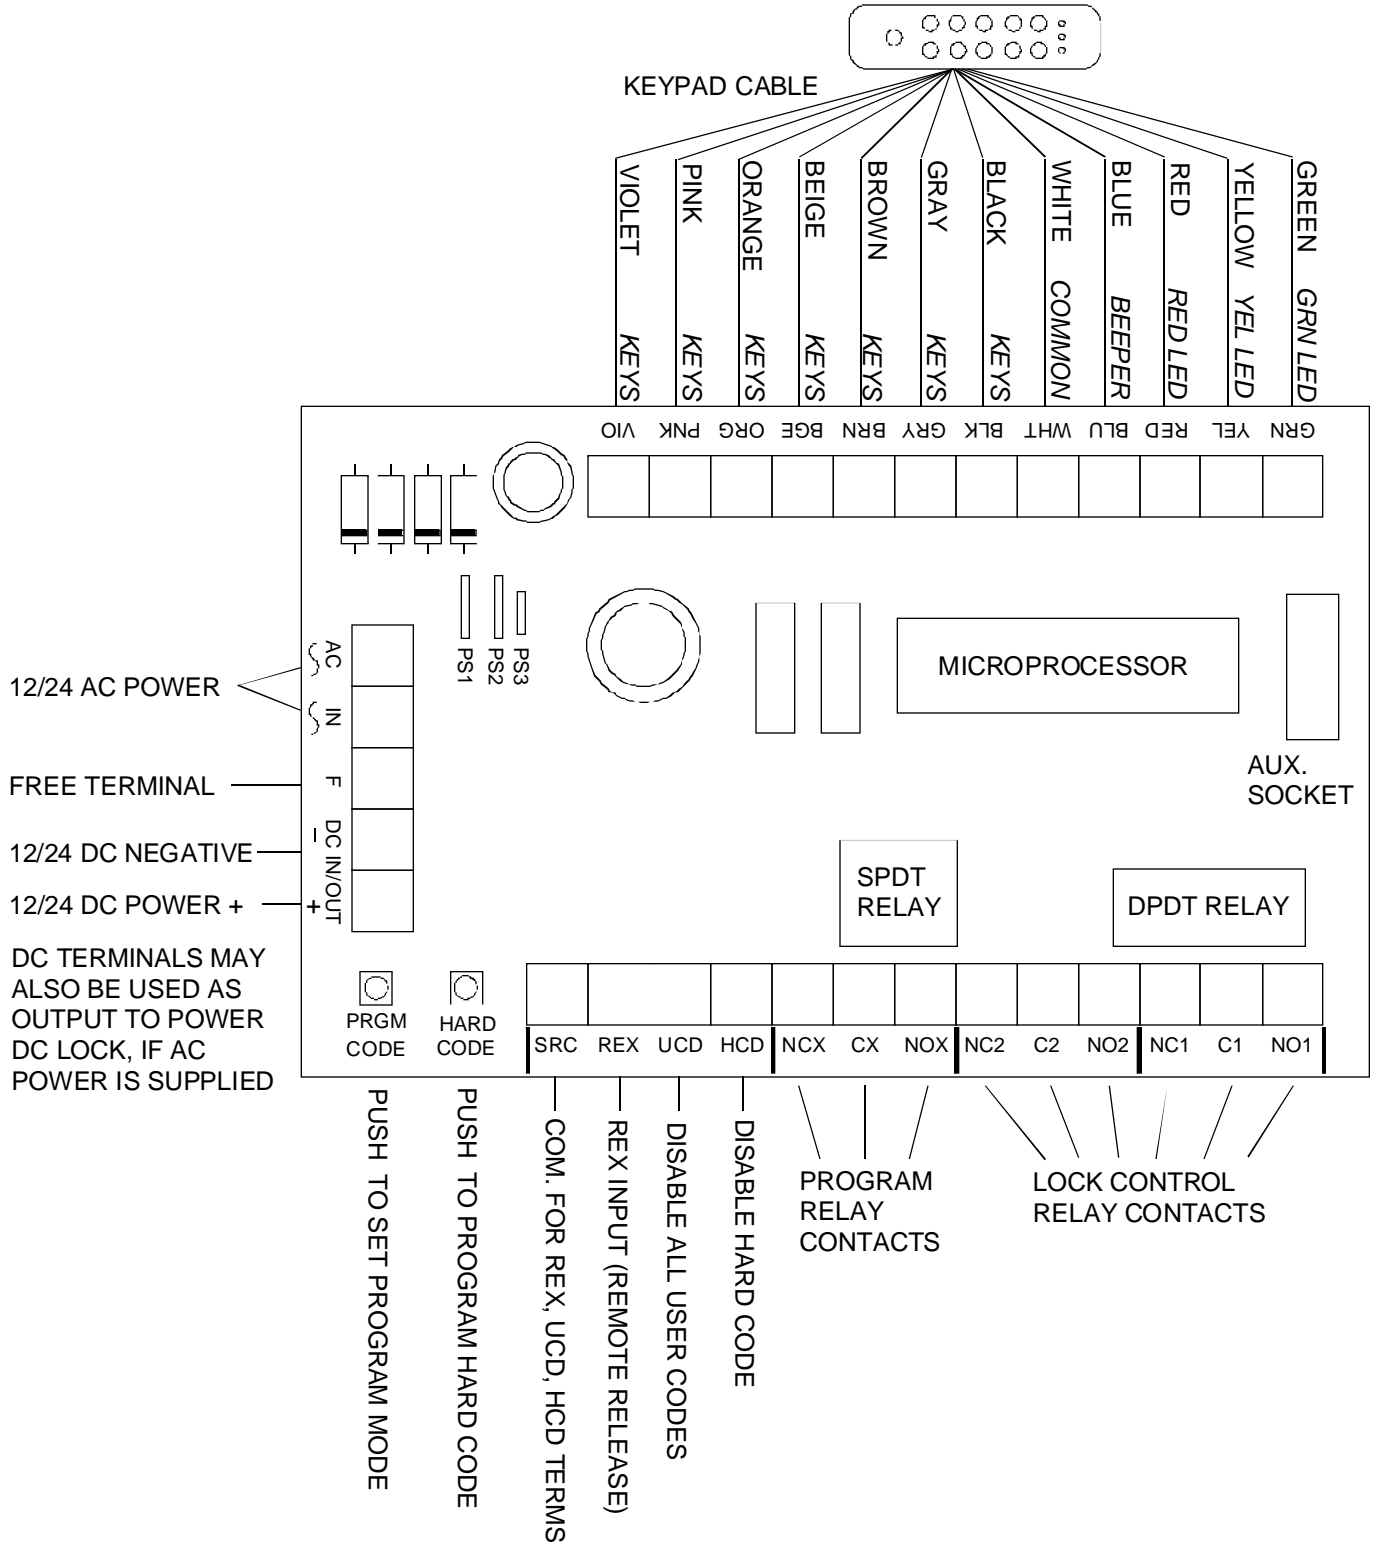 KEYPAD CABLE
VIOLET KEYS
PINK KEYS
ORANGE KEYS
BEIGE KEYS
BROWN KEYS
GRAY KEYS
BLACK KEYS
WHITE COMMON
BLUE BEEPER
RED RED LED
YELLOW YEL LED
GREEN GRN LED
VIO PNK ORG BGE BRN GRY BLK WHT BLU RED YEL GRN
PS1
PS2
PS3
MICROPROCESSOR
AUX.
SOCKET
12/24 AC POWER
AC
IN
FREE TERMINAL
F
12/24 DC NEGATIVE
12/24 DC POWER +
– DC IN/OUT +
DC TERMINALS MAY
ALSO BE USED AS
OUTPUT TO POWER
DC LOCK, IF AC
POWER IS SUPPLIED
SPDT
RELAY
DPDT RELAY
PRGM
CODE
HARD
CODE
SRC REX UCD HCD NCX CX NOX NC2 C2 NO2 NC1 C1 NO1
PUSH TO SET PROGRAM MODE
PUSH TO PROGRAM HARD CODE
COM. FOR REX, UCD, HCD TERMS
REX INPUT (REMOTE RELEASE)
DISABLE ALL USER CODES
DISABLE HARD CODE
PROGRAM
RELAY
CONTACTS
LOCK CONTROL
RELAY CONTACTS